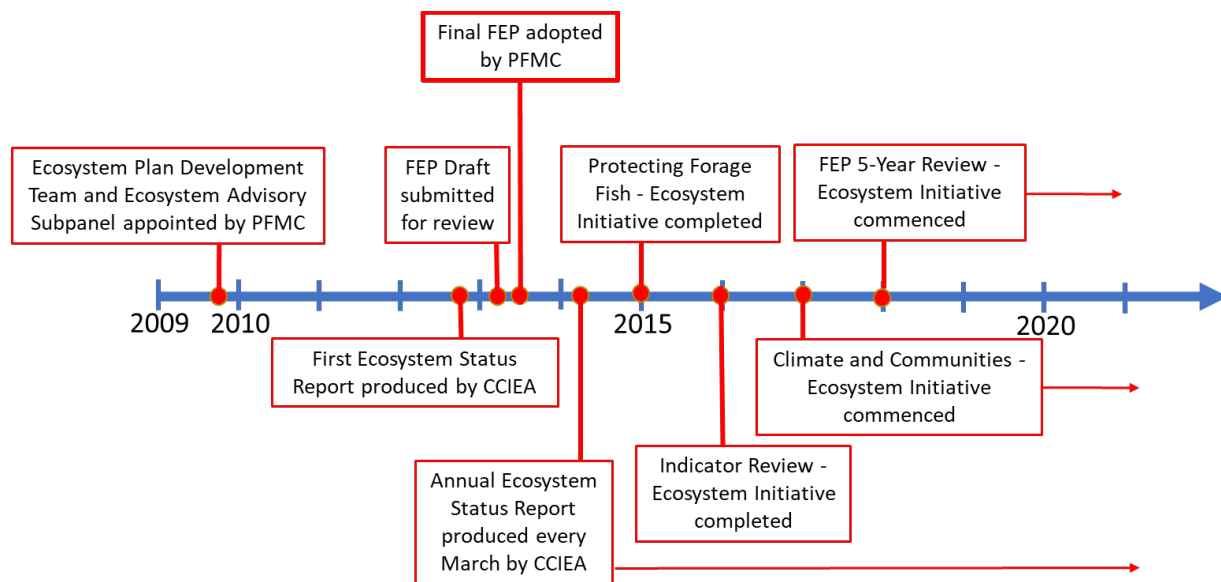 Final FEP adopted
by PFMC
Ecosystem Plan Development
Team and Ecosystem Advisory
Subpanel appointed by PFMC
FEP Draft
submitted
for review
Protecting Forage
Fish - Ecosystem
Initiative completed
FEP 5-Year Review -
Ecosystem Initiative
commenced
2009
2010
2015
2020
First Ecosystem Status
Report produced by CCIEA
Climate and Communities -
Ecosystem Initiative
commenced
Annual Ecosystem
Status Report
produced every
March by CCIEA
Indicator Review -
Ecosystem Initiative
completed